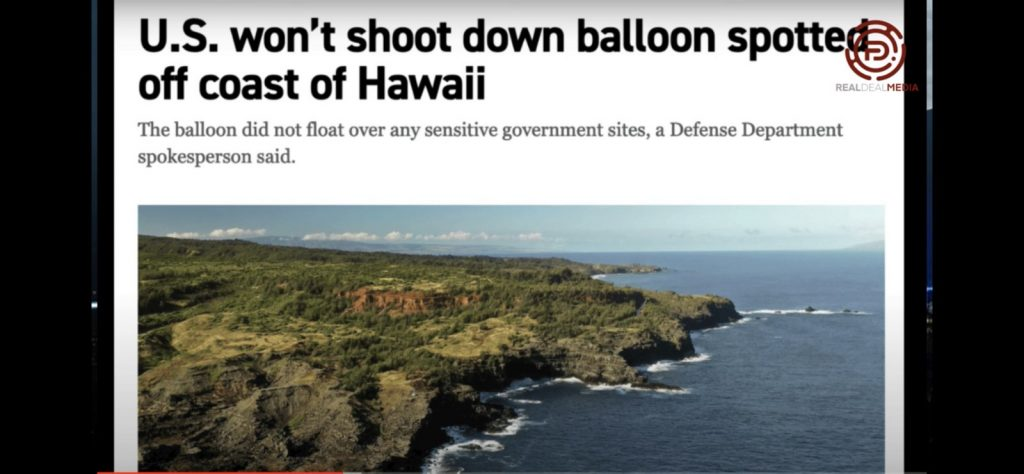 U.S. won't shoot down balloon spotted
off coast of Hawaii
REALDEALMEDIA
The balloon did not float over any sensitive government sites, a Defense Department
spokesperson said.